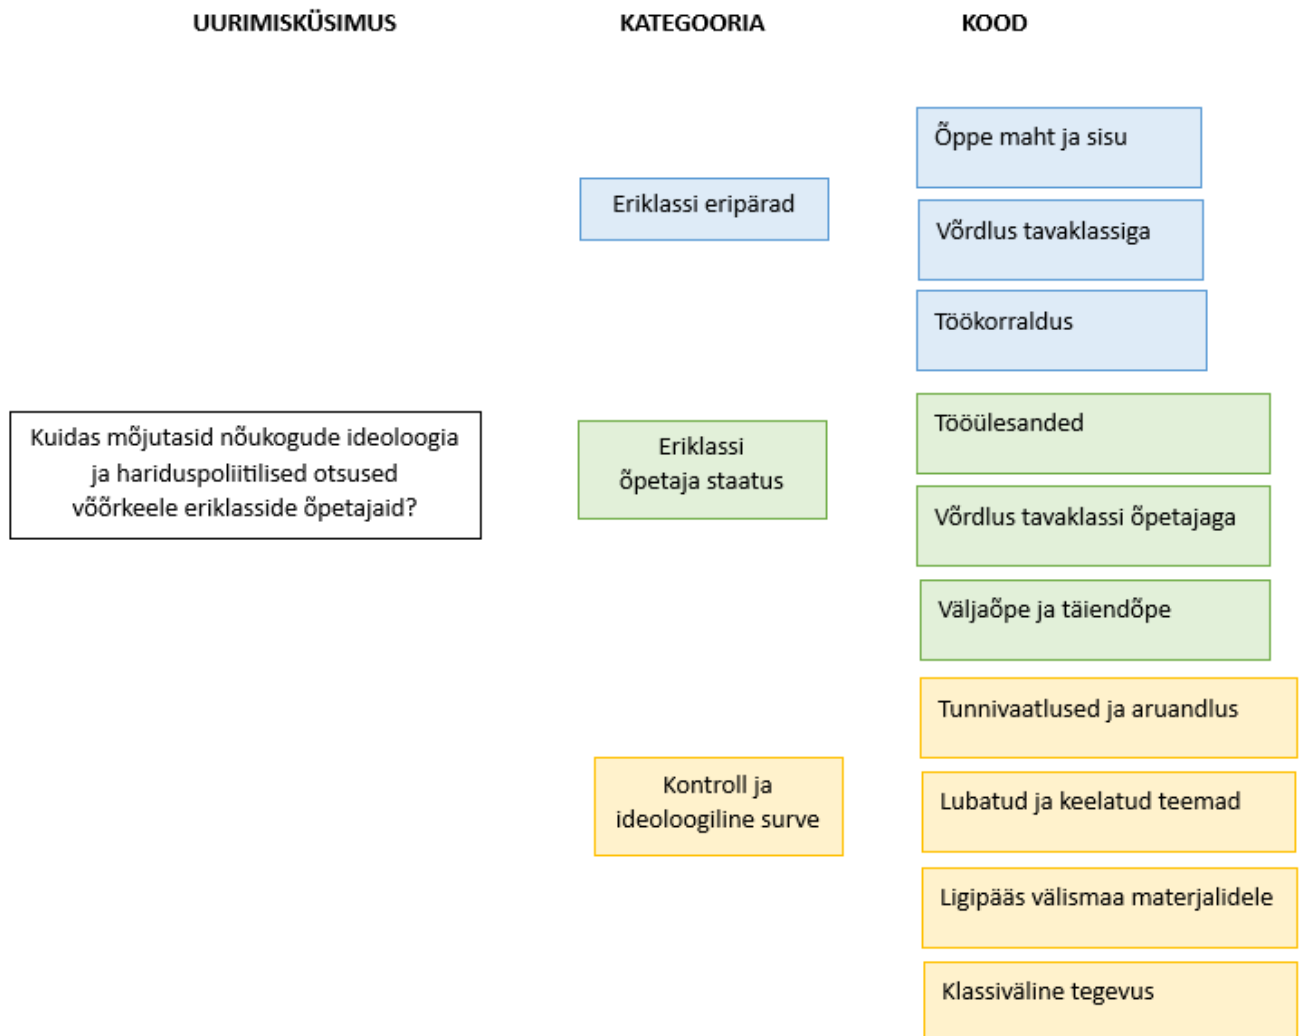 UURIMISKÜSIMUS
KATEGOORIA
KOOD
Kuidas mõjutasid nõukogude ideoloogia
ja hariduspoliitilised otsused
võõrkeele eriklasside õpetajaid?
Eriklassi eripärad
Õppe maht ja sisu
Võrdlus tavaklassiga
Töökorraldus
Eriklassi
õpetaja staatus
Tööülesanded
Võrdlus tavaklassi õpetajaga
Väljaõpe ja täiendõpe
Kontroll ja
ideoloogiline surve
Tunnivaatlused ja aruandlus
Lubatud ja keelatud teemad
Ligipääs välismaa materjalidele
Klassiväline tegevus